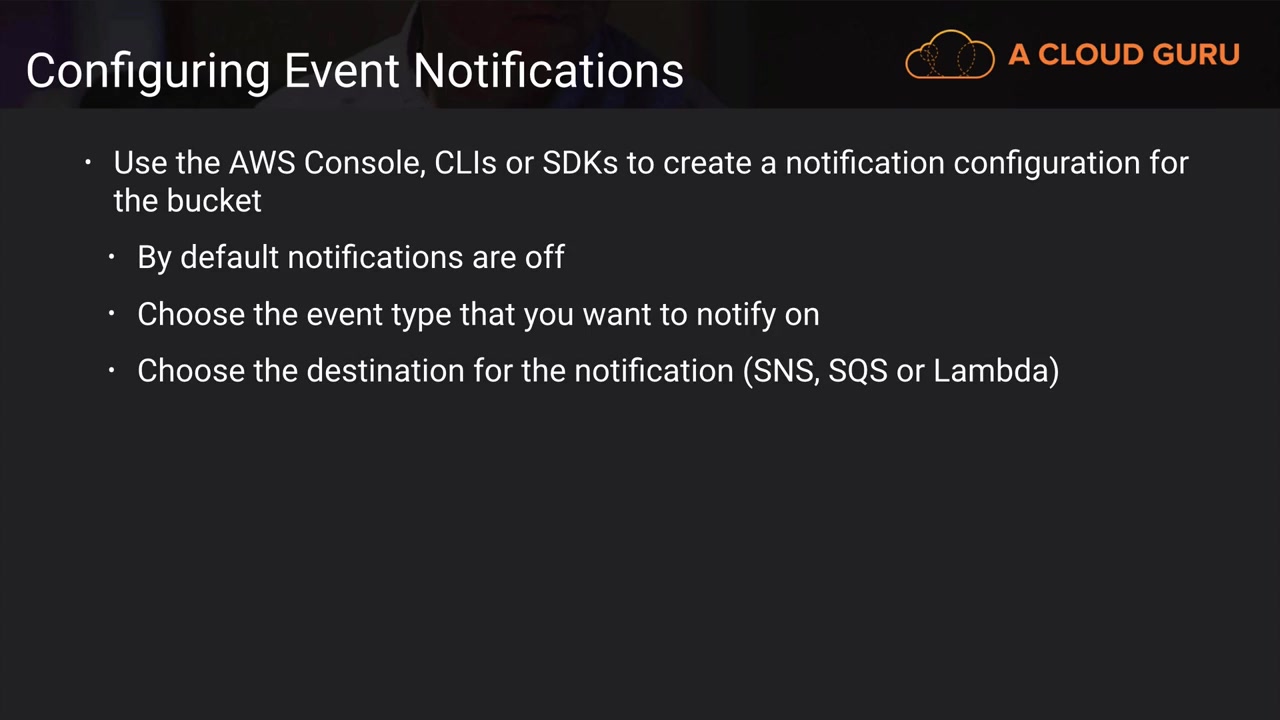 Configuring Event Notifications
A CLOUD GURU
• Use the AWS Console, CLIs or SDKs to create a notification configuration for
the bucket
• By default notifications are off
• Choose the event type that you want to notify on
• Choose the destination for the notification (SNS, SQS or Lambda)